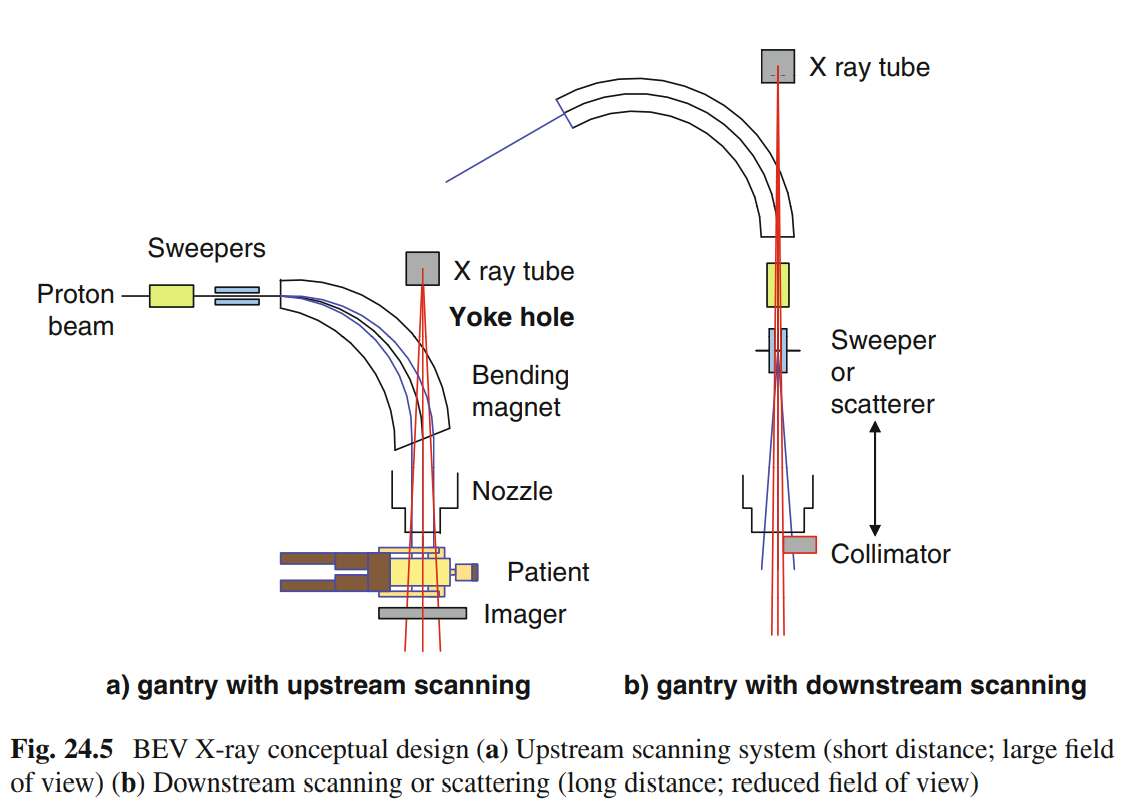 X ray tube
Sweepers
Proton
beam
X ray tube
Yoke hole
Bending
magnet
Sweeper
or
scatterer
Nozzle
Collimator
Patient
Imager
a) gantry with upstream scanning
b) gantry with downstream scanning
Fig. 24.5 BEV X-ray conceptual design (a) Upstream scanning system (short distance; large field
of view) (b) Downstream scanning or scattering (long distance; reduced field of view)